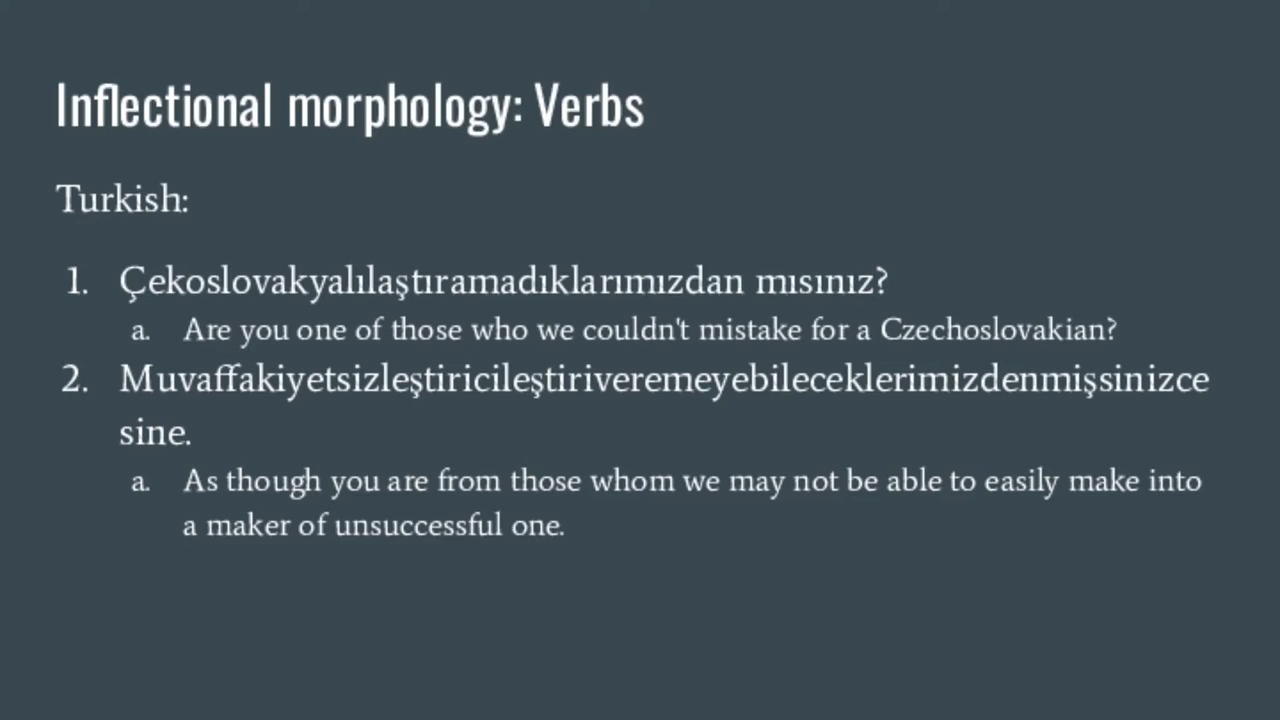 Inflectional morphology: Verbs
Turkish:
1. Çekoslovakyalılaştıramadıklarımızdan mısınız?
a. Are you one of those who we couldn't mistake for a Czechoslovakian?
2. Muvaffakiyetsizleştiricileştiriveremeyebileceklerimizdenmişsinizce
sine.
a. As though you are from those whom we may not be able to easily make into
a maker of unsuccessful one.